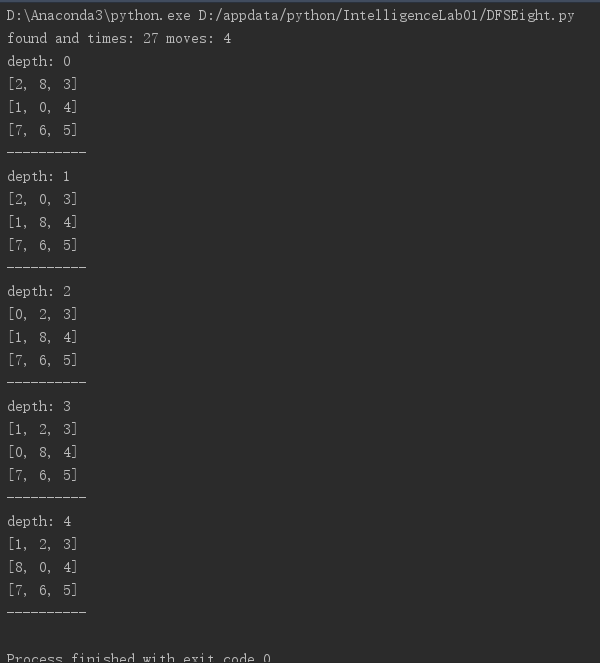 D:\Anaconda3\python.exe D:/appdata/python/IntelligenceLab01/DFSEight.py
found and times: 27 moves: 4
depth: 0
[2, 8, 3]
[1, 0, 4]
[7, 6, 5]
----------
depth: 1
[2, 0, 3]
[1, 8, 4]
[7, 6, 5]
----------
depth: 2
[0, 2, 3]
[1, 8, 4]
[7, 6, 5]
----------
depth: 3
[1, 2, 3]
[0, 8, 4]
[7, 6, 5]
----------
depth: 4
[1, 2, 3]
[8, 0, 4]
[7, 6, 5]
----------
Process finished with exit code 0